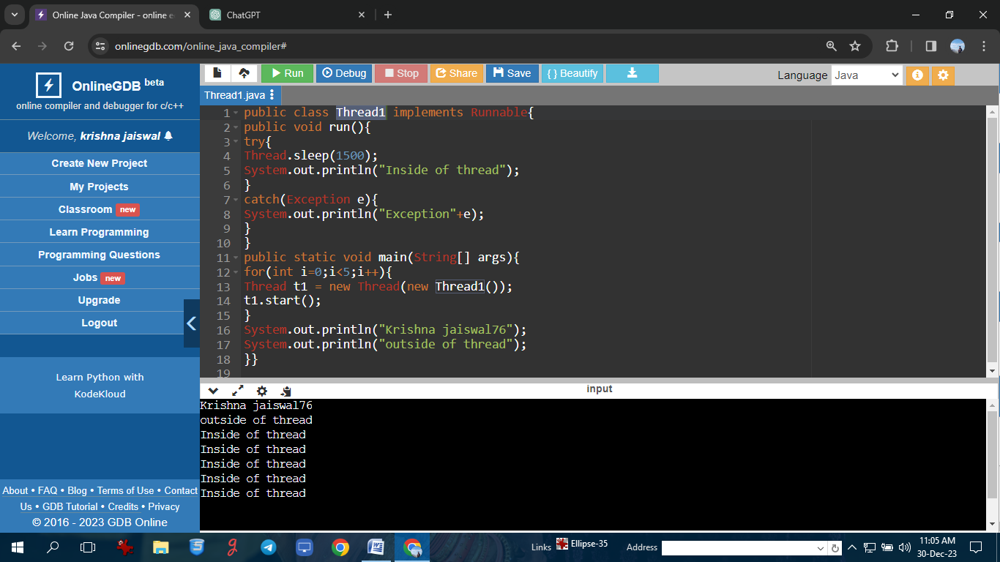 Online Java Compiler - online e
ChatGPT
onlinegdb.com/online_java_compiler#
OnlineGDB beta
online compiler and debugger for c/c++
Welcome, krishna jaiswal
Create New Project
My Projects
Classroom new
Learn Programming
Programming Questions
Jobs new
Upgrade
Logout
Learn Python with
KodeKloud
About • FAQ • Blog • Terms of Use • Contact
Us • GDB Tutorial • Credits • Privacy
© 2016 - 2023 GDB Online
Run Debug Stop Share Save { } Beautify
Language Java
Thread1.java
1 public class Thread1 implements Runnable{
2 public void run(){
3 try{
4 Thread.sleep(1500);
5 System.out.println("Inside of thread");
6 }
7 catch(Exception e){
8 System.out.println("Exception"+e);
9 }
10 }
11 public static void main(String[] args){
12 for(int i=0;i<5;i++){
13 Thread t1 = new Thread(new Thread1());
14 t1.start();
15 }
16 System.out.println("Krishna jaiswal76");
17 System.out.println("outside of thread");
18 }}
19
input
Krishna jaiswal76
outside of thread
Inside of thread
Inside of thread
Inside of thread
Inside of thread
Inside of thread
Links Ellipse-35 Address
11:05 AM
30-Dec-23